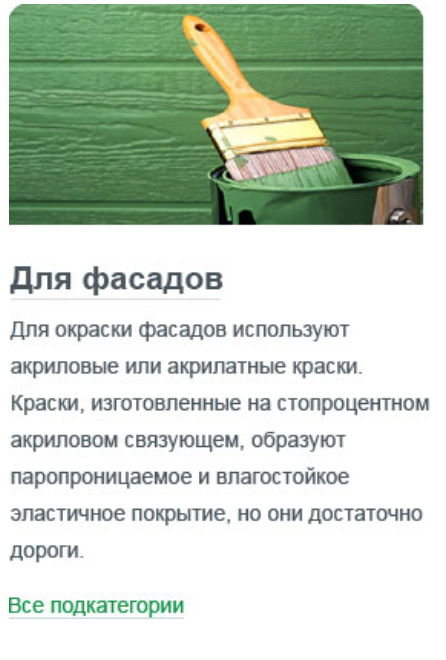 Для фасадов
Для окраски фасадов используют
акриловые или акрилатные краски.
Краски, изготовленные на стопроцентном
акриловом связующем, образуют
паропроницаемое и влагостойкое
эластичное покрытие, но они достаточно
дороги.
Все подкатегории